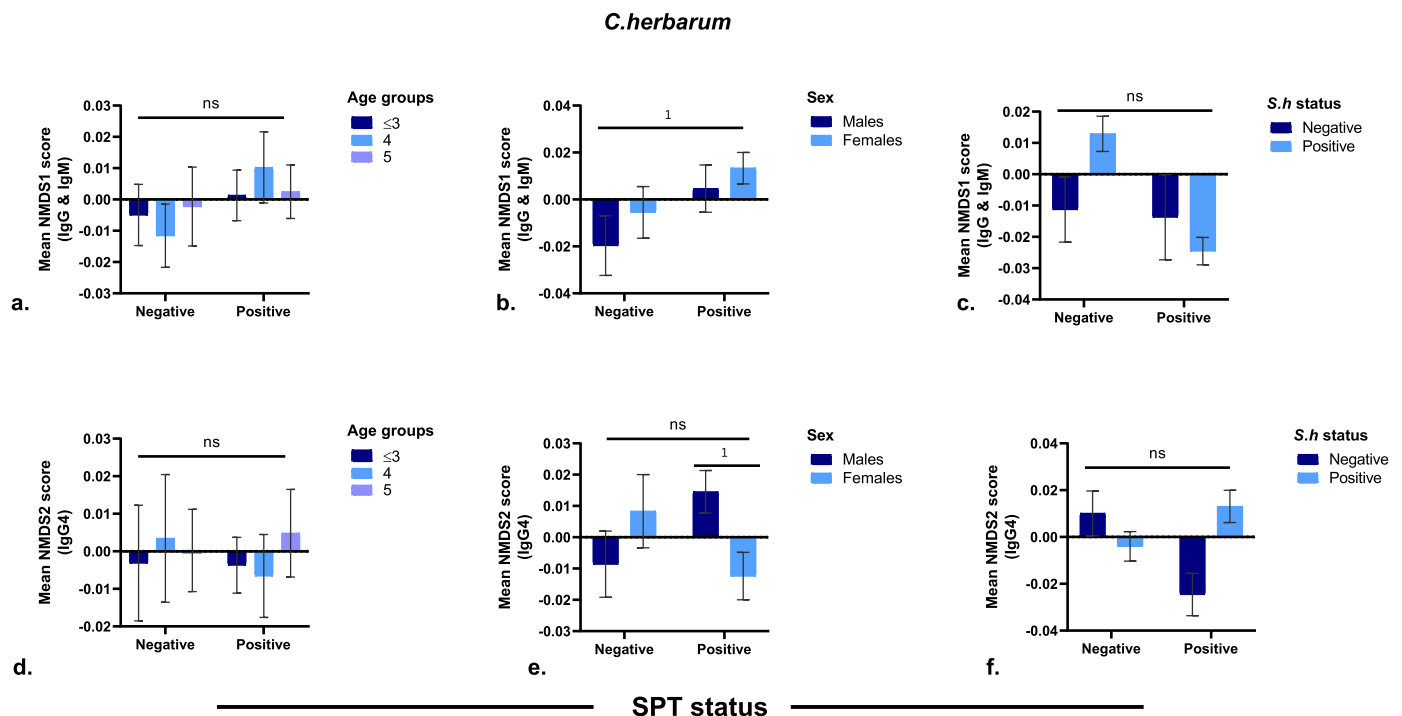 C.herbarum
Mean NMDS1 score
(IgG & IgM)
0.03
0.02
0.01
0.00
-0.01
-0.02
-0.03
ns
Negative
Positive
Age groups
≤3
4
5
a.
Mean NMDS1 score
(IgG & IgM)
0.04
0.02
0.00
-0.02
-0.04
1
Negative
Positive
Sex
Males
Females
b.
Mean NMDS1 score
(IgG & IgM)
0.02
0.01
0.00
-0.01
-0.02
-0.03
-0.04
ns
Negative
Positive
S.h status
Negative
Positive
c.
Mean NMDS2 score
(IgG4)
0.03
0.02
0.01
0.00
-0.01
-0.02
ns
Negative
Positive
Age groups
≤3
4
5
d.
Mean NMDS2 score
(IgG4)
0.03
0.02
0.01
0.00
-0.01
-0.02
-0.03
ns
1
Negative
Positive
Sex
Males
Females
e.
Mean NMDS2 score
(IgG4)
0.04
0.02
0.00
-0.02
-0.04
ns
Negative
Positive
S.h status
Negative
Positive
f.
SPT status